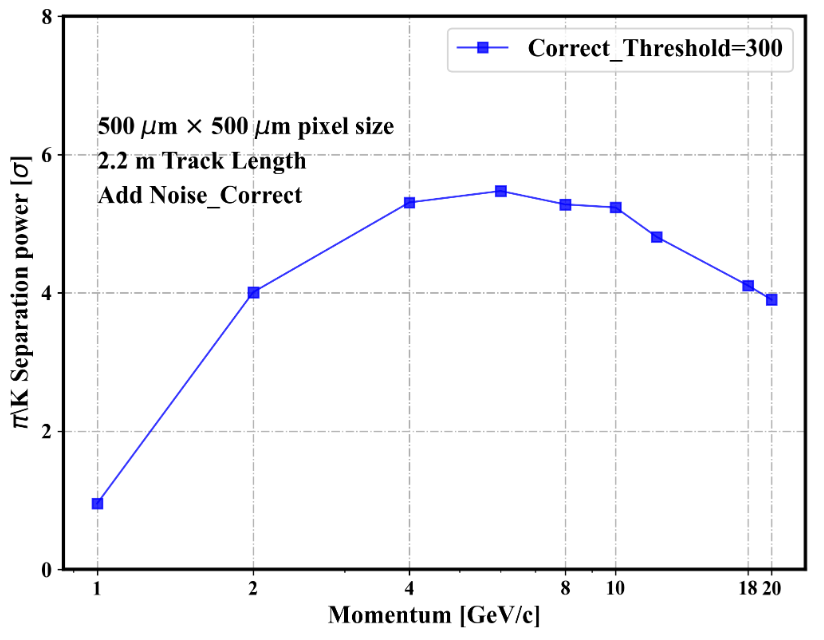 8
Correct_Threshold=300
500 μm × 500 μm pixel size
6
2.2 m Track Length
Add Noise_Correct
π\K Separation power [σ]
4
2
0
1 2 4 8 10 18 20
Momentum [GeV/c]